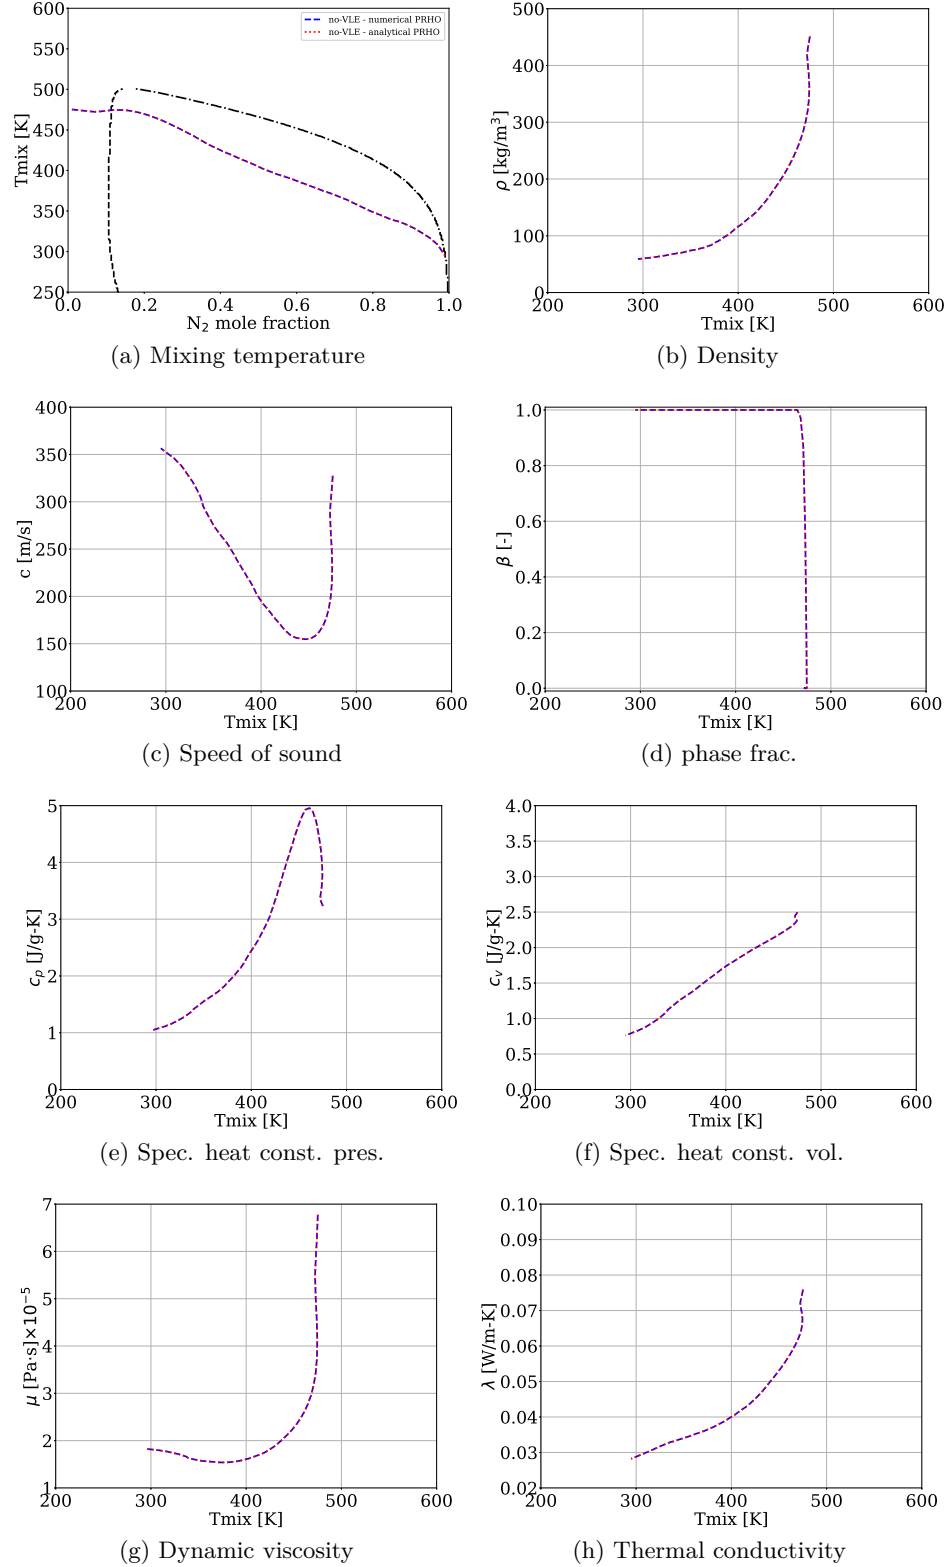 600
550
500
450
400
350
300
250
Tmix [K]
no-VLE - numerical PRHO
no-VLE - analytical PRHO
0.0 0.2 0.4 0.6 0.8 1.0
N₂ mole fraction
(a) Mixing temperature
500
400
300
200
100
0
ρ [kg/m³]
200 300 400 500 600
Tmix [K]
(b) Density
400
350
300
250
200
150
100
c [m/s]
200 300 400 500 600
Tmix [K]
(c) Speed of sound
1.0
0.8
0.6
0.4
0.2
0.0
β [-]
200 300 400 500 600
Tmix [K]
(d) phase frac.
5
4
3
2
1
0
cₚ [J/g-K]
200 300 400 500 600
Tmix [K]
(e) Spec. heat const. pres.
4.0
3.5
3.0
2.5
2.0
1.5
1.0
0.5
0.0
cᵥ [J/g-K]
200 300 400 500 600
Tmix [K]
(f) Spec. heat const. vol.
7
6
5
4
3
2
1
μ [Pa·s]×10⁻⁵
200 300 400 500 600
Tmix [K]
(g) Dynamic viscosity
0.10
0.09
0.08
0.07
0.06
0.05
0.04
0.03
0.02
λ [W/m-K]
200 300 400 500 600
Tmix [K]
(h) Thermal conductivity